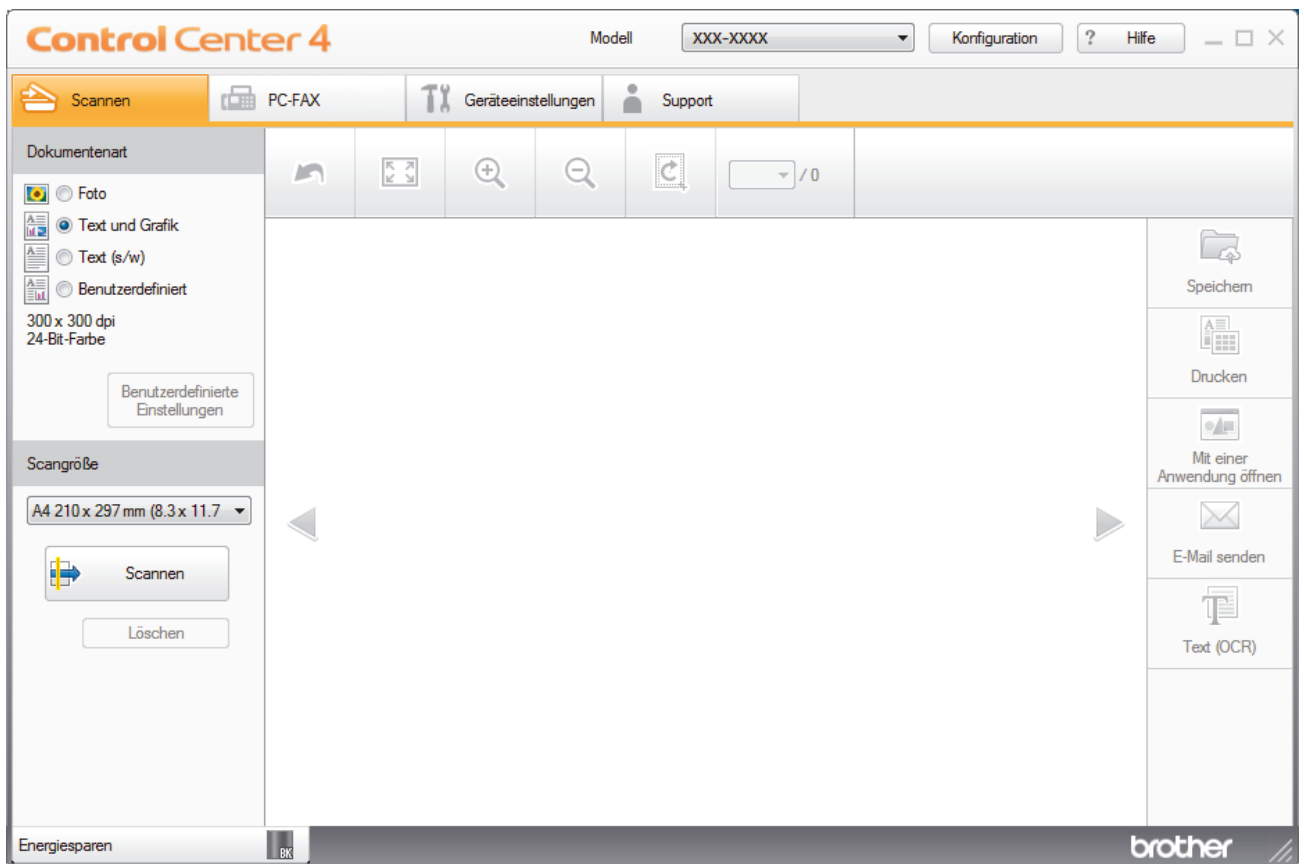 Control Center 4
Modell
XXX-XXXX
Konfiguration
? Hilfe
Scannen
PC-FAX
Geräteeinstellungen
Support
Dokumentenart
Foto
Text und Grafik
Text (s/w)
Benutzerdefiniert
300 x 300 dpi
24-Bit-Farbe
Benutzerdefinierte
Einstellungen
Scangröße
A4 210 x 297 mm (8.3 x 11.7
Scannen
Löschen
/ 0
Speichern
Drucken
Mit einer
Anwendung öffnen
E-Mail senden
Text (OCR)
Energiesparen
BK
brother